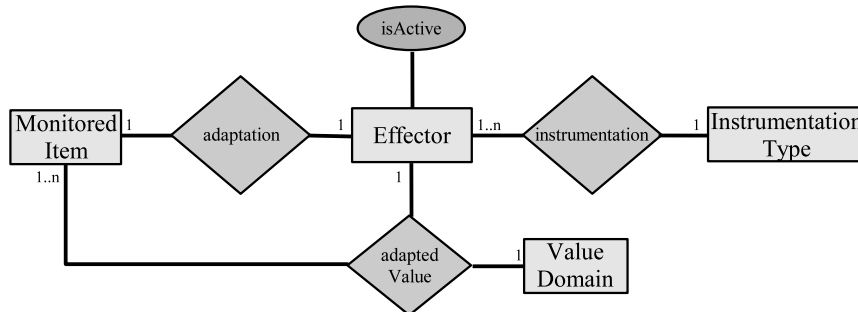 isActive
Monitored
Item
1
adaptation
1
Effector
1..n
instrumentation
1
Instrumentation
Type
1..n
1
adapted
Value
1
Value
Domain